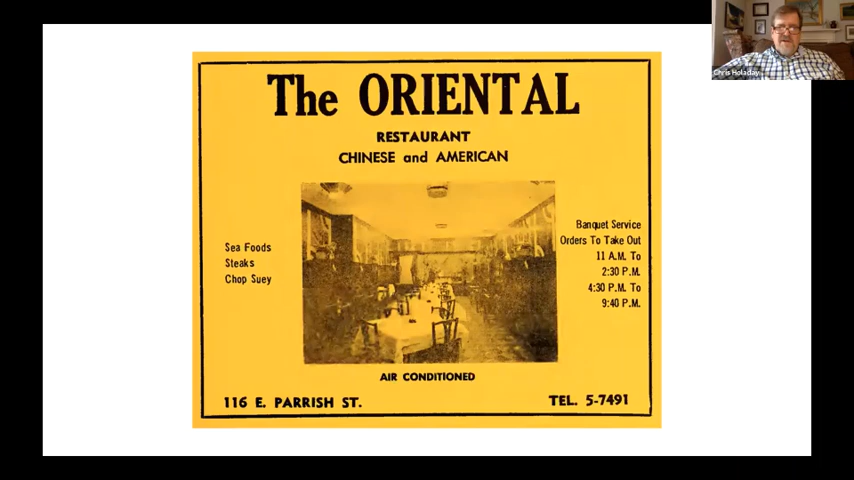 The ORIENTAL
RESTAURANT
CHINESE and AMERICAN
Sea Foods
Steaks
Chop Suey
Banquet Service
Orders To Take Out
11 A.M. To
2:30 P.M.
4:30 P.M. To
9:40 P.M.
AIR CONDITIONED
116 E. PARRISH ST.
TEL. 5-7491
Chris Holaday